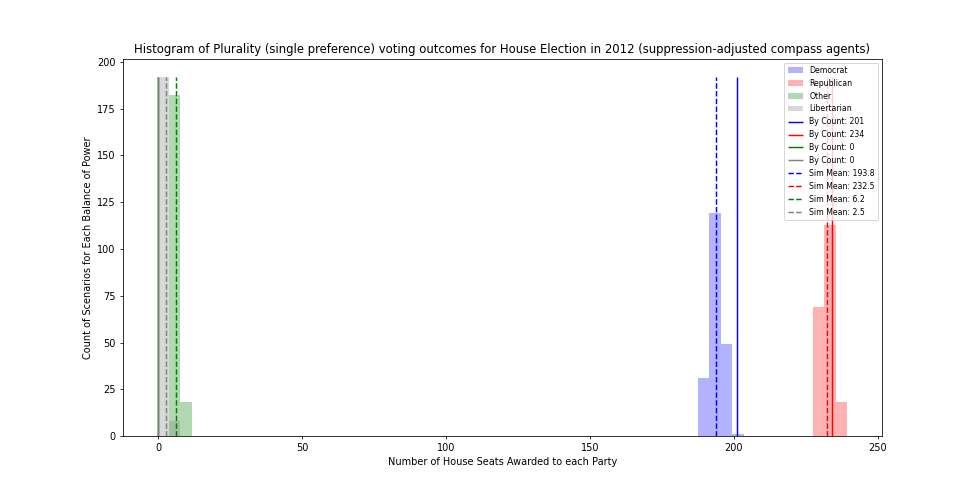 Histogram of Plurality (single preference) voting outcomes for House Election in 2012 (suppression-adjusted compass agents)
Count of Scenarios for Each Balance of Power
200
175
150
125
100
75
50
25
0
Democrat
Republican
Other
Libertarian
By Count: 201
By Count: 234
By Count: 0
By Count: 0
Sim Mean: 193.8
Sim Mean: 232.5
Sim Mean: 6.2
Sim Mean: 2.5
0 50 100 150 200 250
Number of House Seats Awarded to each Party